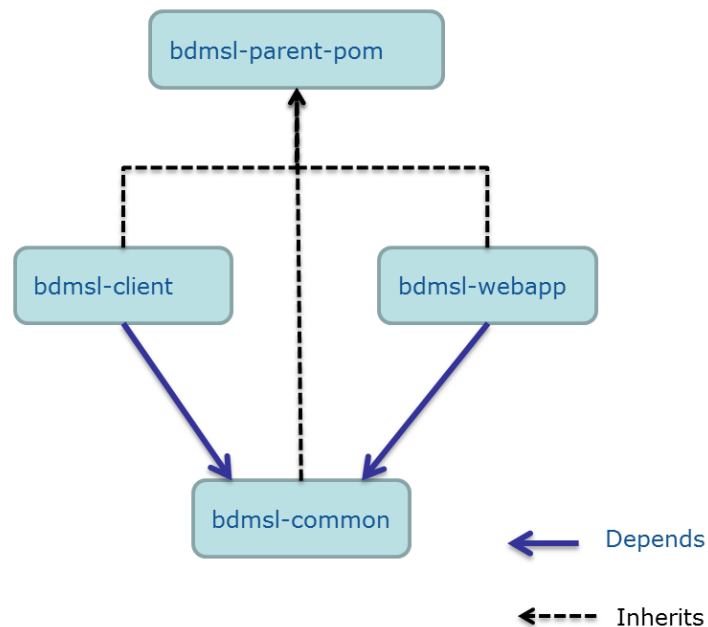 bdmsl-parent-pom
bdmsl-client
bdmsl-webapp
bdmsl-common
Depends
Inherits